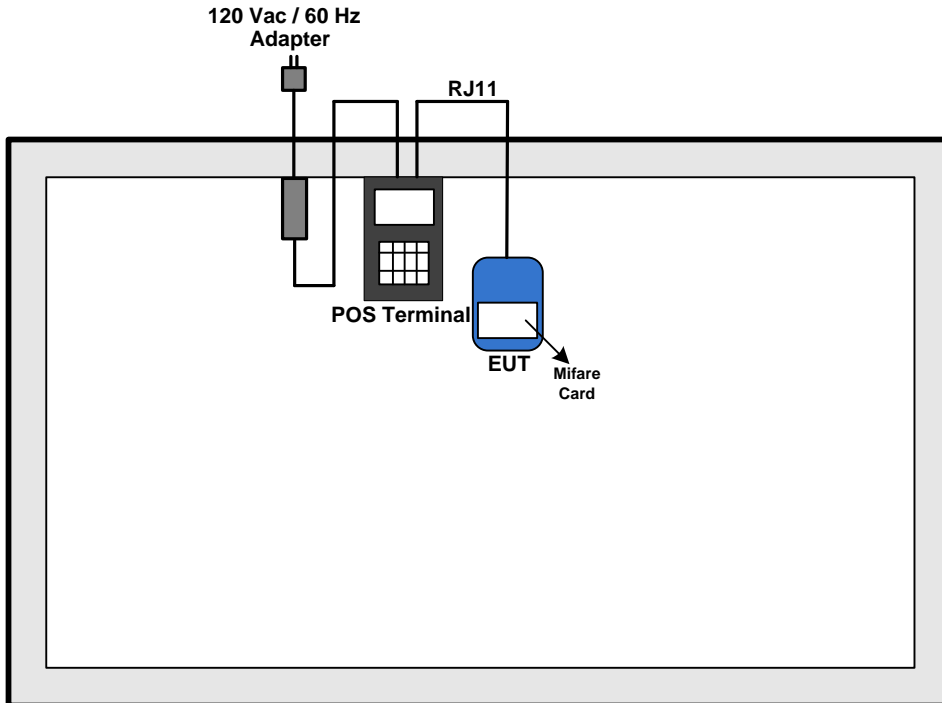 120 Vac / 60 Hz
Adapter
RJ11
POS Terminal
EUT
Mifare
Card